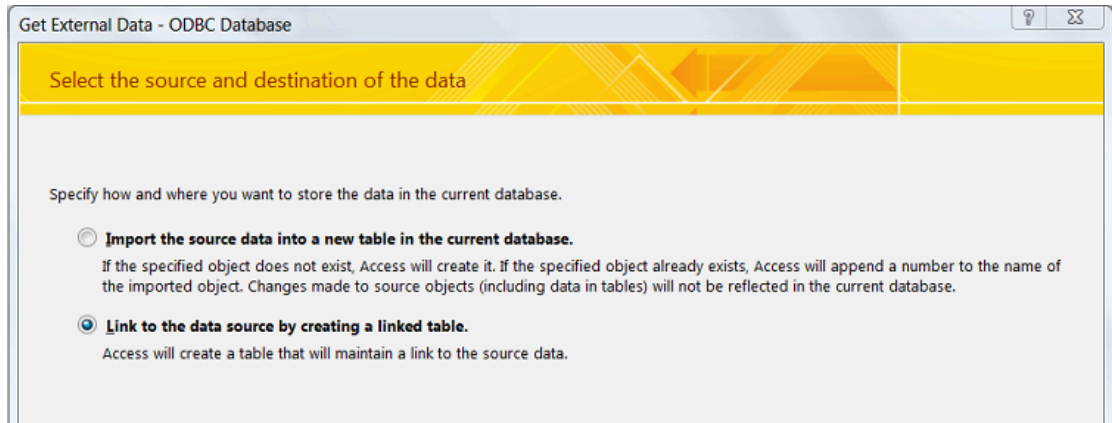 Get External Data - ODBC Database
Select the source and destination of the data
Specify how and where you want to store the data in the current database.
Import the source data into a new table in the current database.
If the specified object does not exist, Access will create it. If the specified object already exists, Access will append a number to the name of
the imported object. Changes made to source objects (including data in tables) will not be reflected in the current database.
Link to the data source by creating a linked table.
Access will create a table that will maintain a link to the source data.